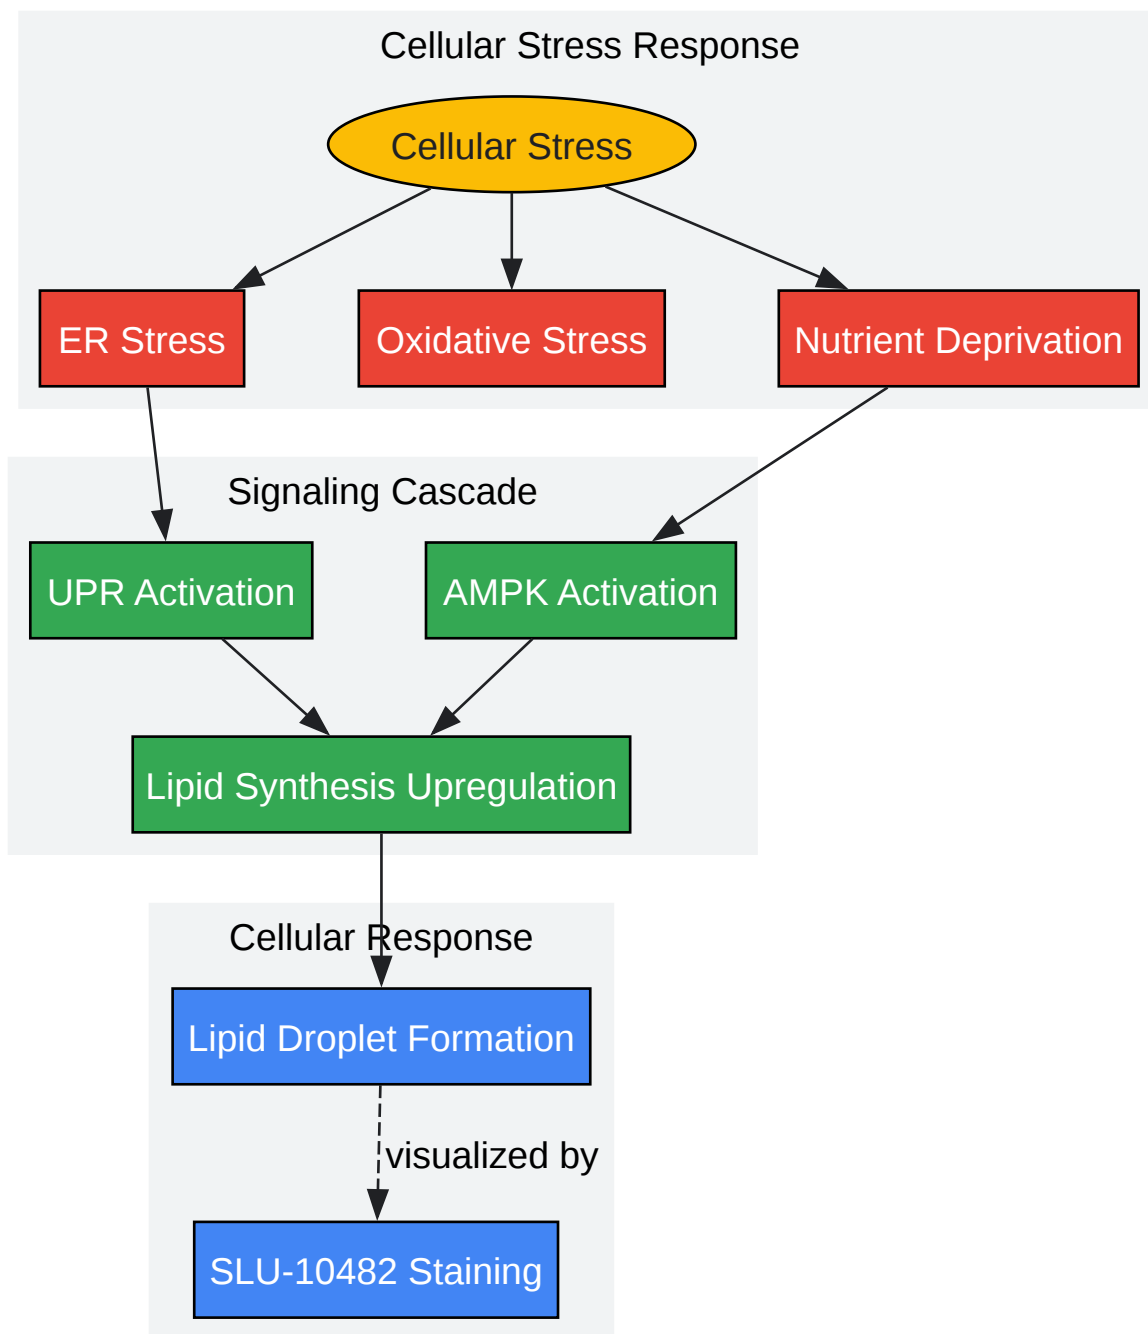 Cellular Stress Response
Cellular Stress
ER Stress
Oxidative Stress
Nutrient Deprivation
Signaling Cascade
UPR Activation
AMPK Activation
Lipid Synthesis Upregulation
Cellular Response
Lipid Droplet Formation
visualized by
SLU-10482 Staining